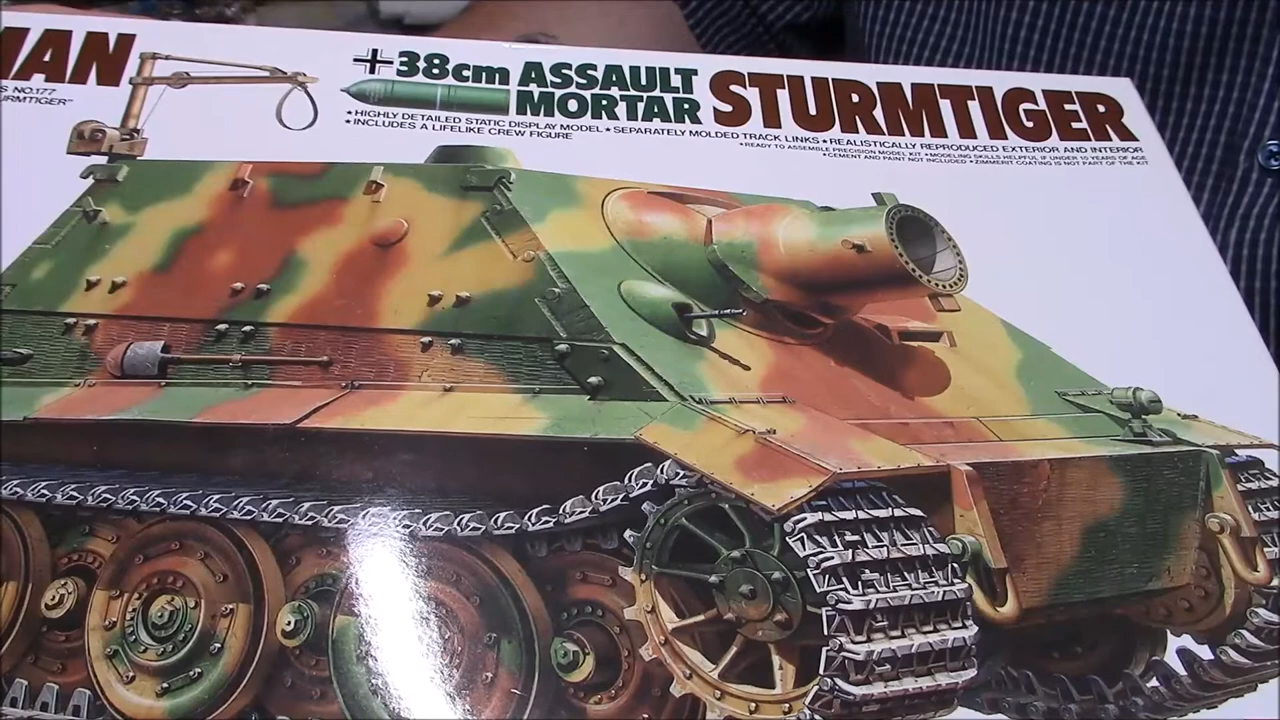 MAN
S NO.177
URMTIGER"
38cm ASSAULT MORTAR STURMTIGER
★HIGHLY DETAILED STATIC DISPLAY MODEL ★SEPARATELY MOLDED TRACK LINKS ★REALISTICALLY REPRODUCED EXTERIOR AND INTERIOR
★INCLUDES A LIFELIKE CREW FIGURE
★READY TO ASSEMBLE PRECISION MODEL KIT ★MODELING SKILLS HELPFUL IF UNDER 10 YEARS OF AGE
★CEMENT AND PAINT NOT INCLUDED ★ZIMMERIT COATING IS NOT PART OF THE KIT